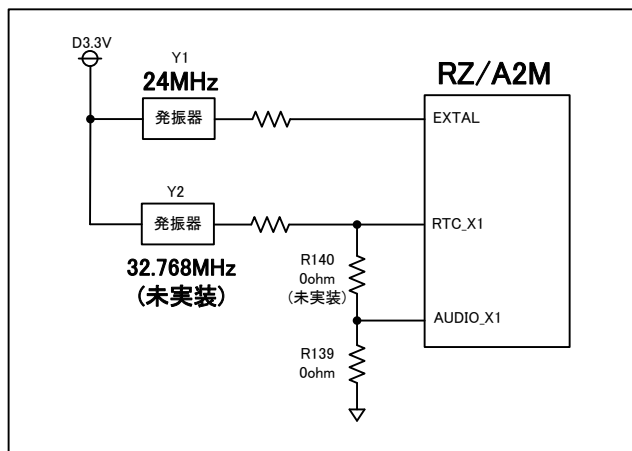 D3.3V
Y1
24MHz
発振器
RZ/A2M
EXTAL
Y2
発振器
32.768MHz
(未実装)
RTC_X1
R140
0ohm
(未実装)
AUDIO_X1
R139
0ohm